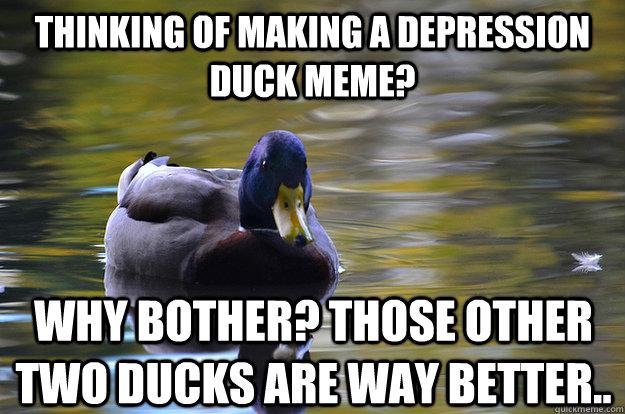 THINKING OF MAKING A DEPRESSION
DUCK MEME?
WHY BOTHER? THOSE OTHER
TWO DUCKS ARE WAY BETTER..
quickmeme.com